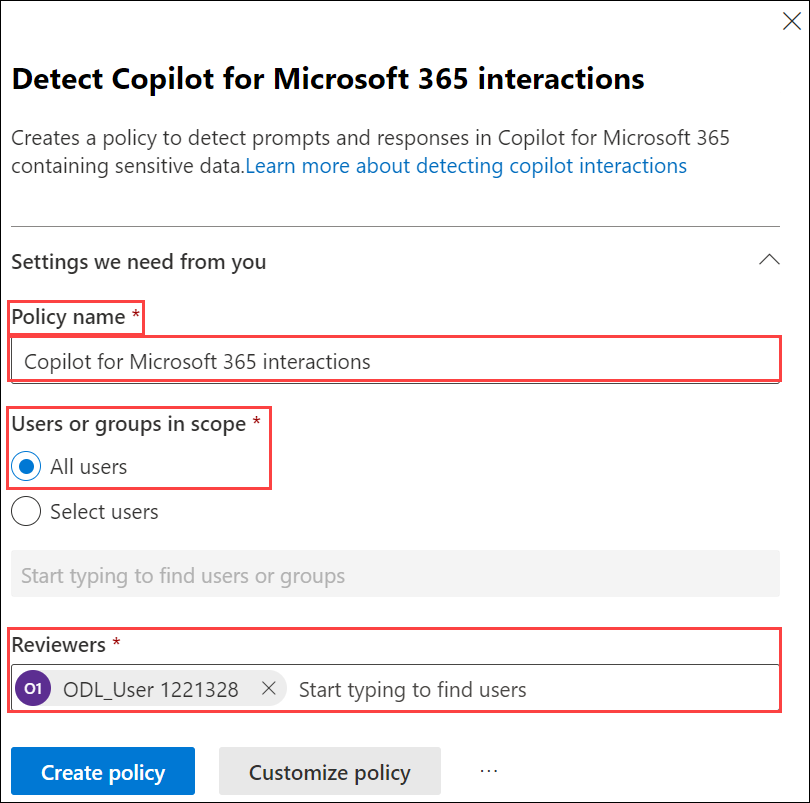 Detect Copilot for Microsoft 365 interactions
Creates a policy to detect prompts and responses in Copilot for Microsoft 365
containing sensitive data.Learn more about detecting copilot interactions
Settings we need from you
Policy name *
Copilot for Microsoft 365 interactions
Users or groups in scope *
All users
Select users
Start typing to find users or groups
Reviewers *
O1 ODL_User 1221328 Start typing to find users
Create policy Customize policy ...